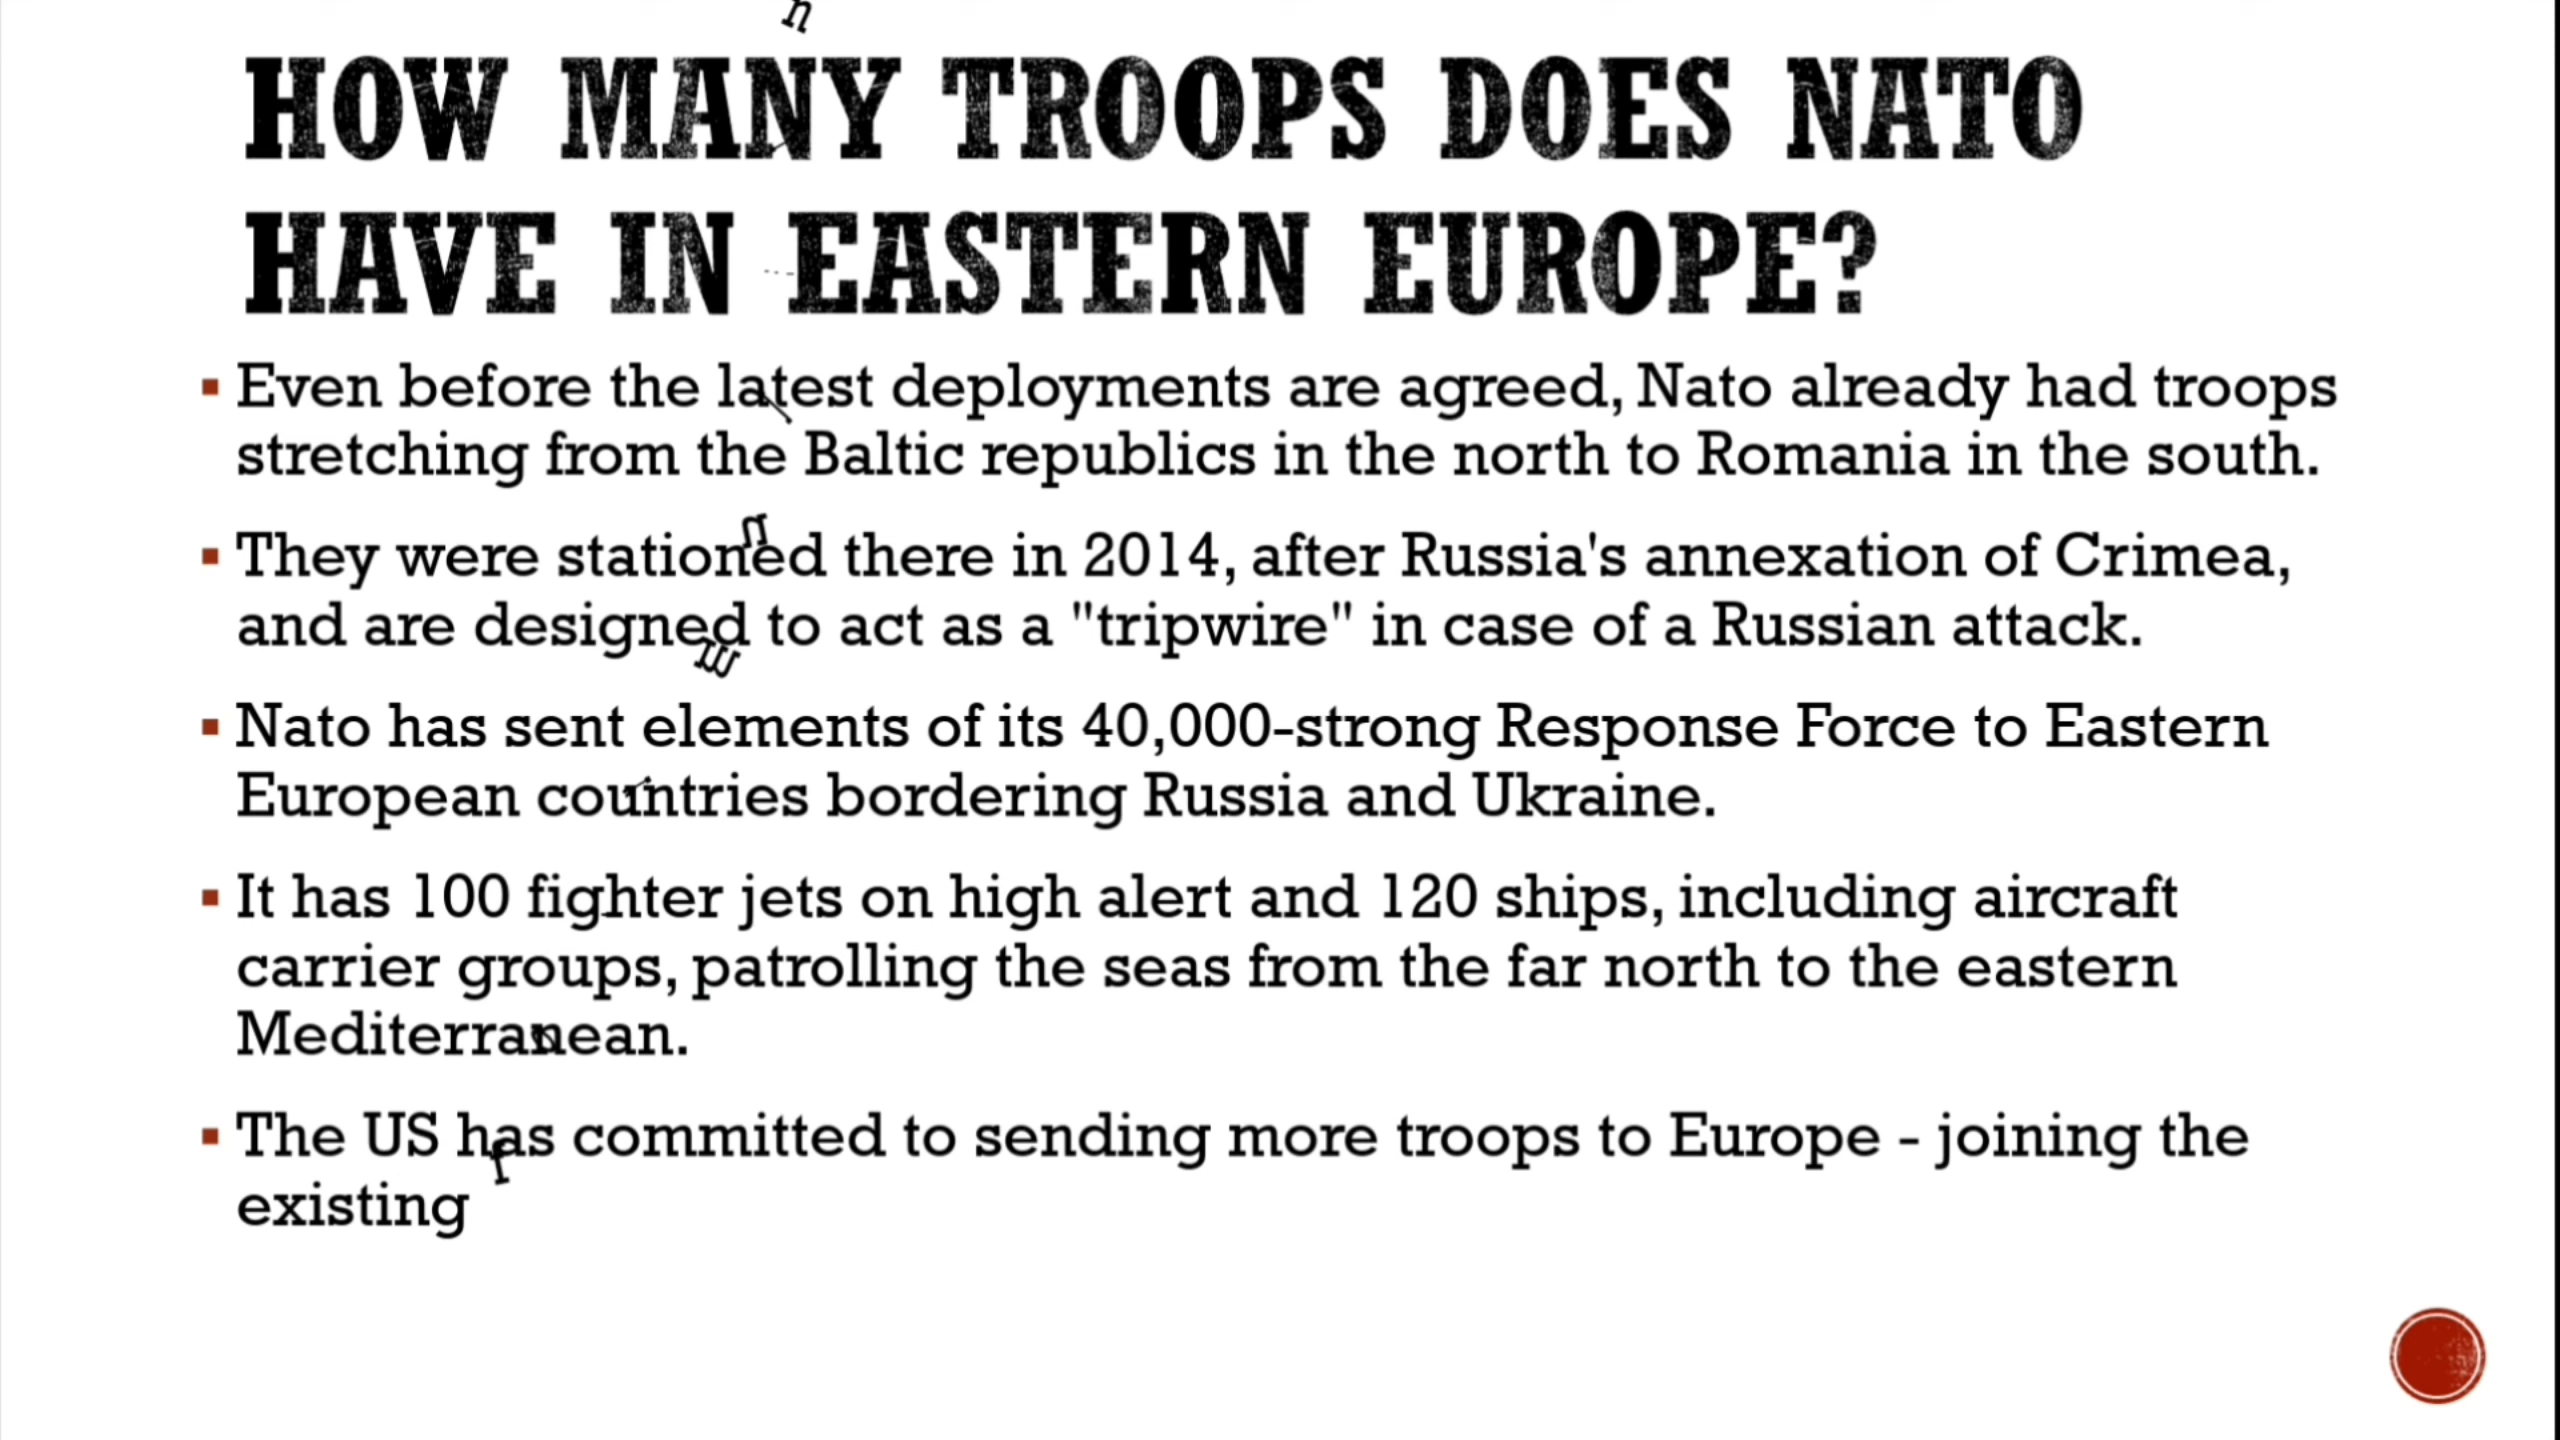 HOW MANY TROOPS DOES NATO
HAVE IN EASTERN EUROPE?
Even before the latest deployments are agreed, Nato already had troops
stretching from the Baltic republics in the north to Romania in the south.
They were stationed there in 2014, after Russia's annexation of Crimea,
and are designed to act as a "tripwire" in case of a Russian attack.
Nato has sent elements of its 40,000-strong Response Force to Eastern
European countries bordering Russia and Ukraine.
It has 100 fighter jets on high alert and 120 ships, including aircraft
carrier groups, patrolling the seas from the far north to the eastern
Mediterranean.
The US has committed to sending more troops to Europe - joining the
existing